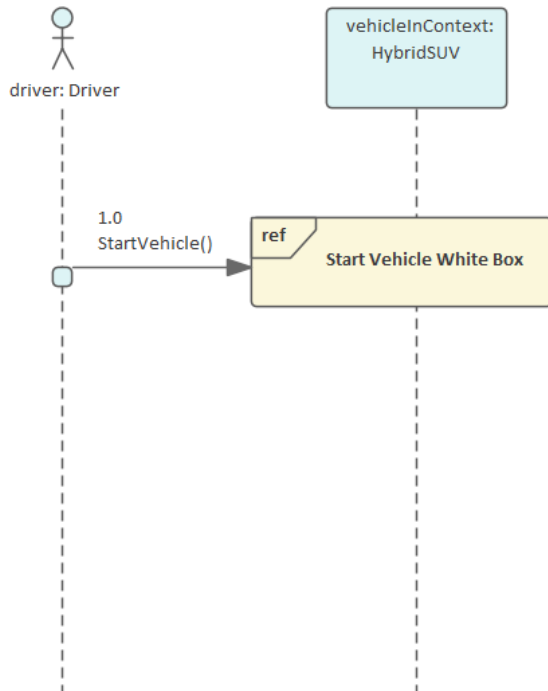 vehicleInContext:
HybridSUV
driver: Driver
1.0
StartVehicle()
ref
Start Vehicle White Box